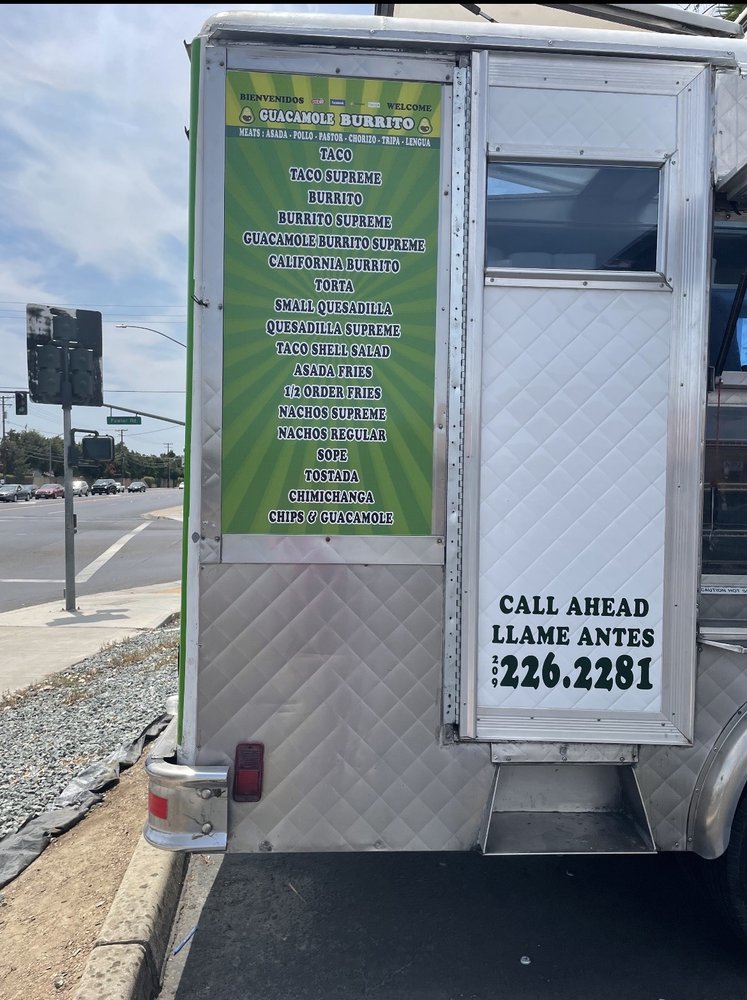 BIENVENIDOS WELCOME
GUACAMOLE BURRITO
MEATS : ASADA - POLLO - PASTOR - CHORIZO - TRIPA - LENGUA
TACO
TACO SUPREME
BURRITO
BURRITO SUPREME
GUACAMOLE BURRITO SUPREME
CALIFORNIA BURRITO
TORTA
SMALL QUESADILLA
QUESADILLA SUPREME
TACO SHELL SALAD
ASADA FRIES
1/2 ORDER FRIES
NACHOS SUPREME
NACHOS REGULAR
SOPE
TOSTADA
CHIMICHANGA
CHIPS & GUACAMOLE
CALL AHEAD
LLAME ANTES
209 226.2281